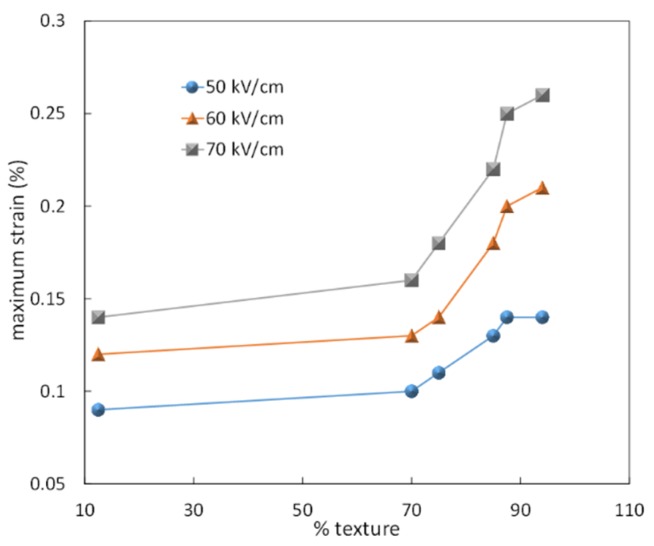 0.3
0.25
0.2
0.15
0.1
0.05
maximum strain (%)
50 kV/cm
60 kV/cm
70 kV/cm
10 30 50 70 90 110
% texture